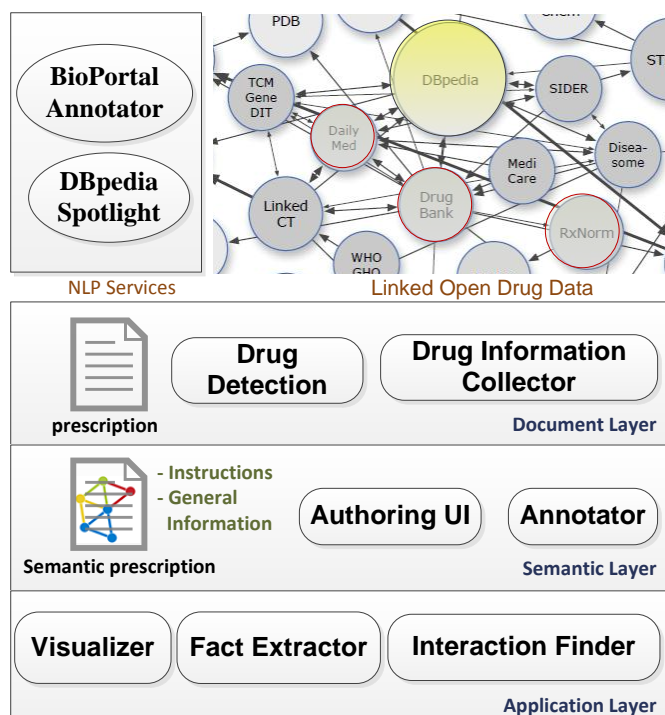 BioPortal
Annotator
DBpedia
Spotlight
NLP Services
PDB
DBpedia
TCM
Gene
DIT
SIDER
Daily
Med
Disea-
some
Medi
Care
Drug
Bank
Linked
CT
RxNorm
WHO
Linked Open Drug Data
Drug
Detection
Drug Information
Collector
prescription
Document Layer
- Instructions
- General
Information
Authoring UI
Annotator
Semantic prescription
Semantic Layer
Visualizer
Fact Extractor
Interaction Finder
Application Layer